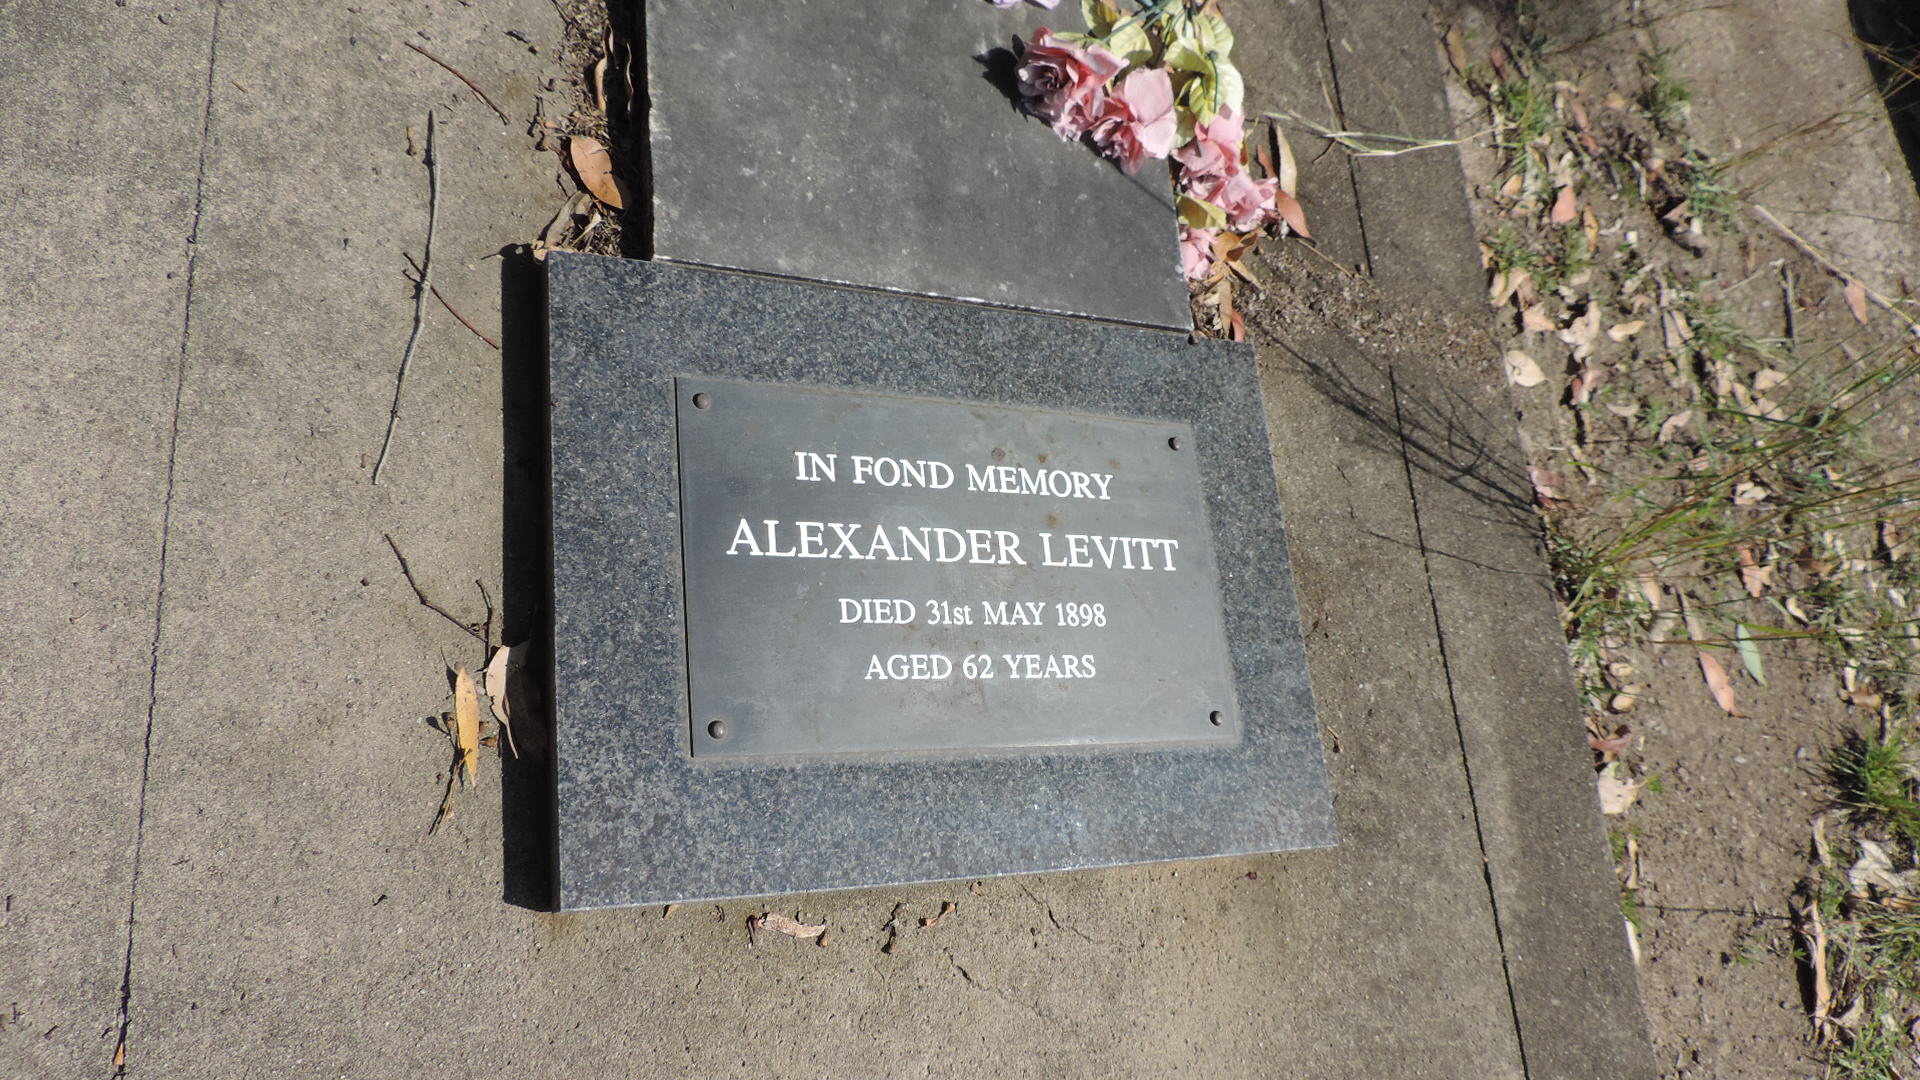 IN FOND MEMORY
ALEXANDER LEVITT
DIED 31st MAY 1898
AGED 62 YEARS